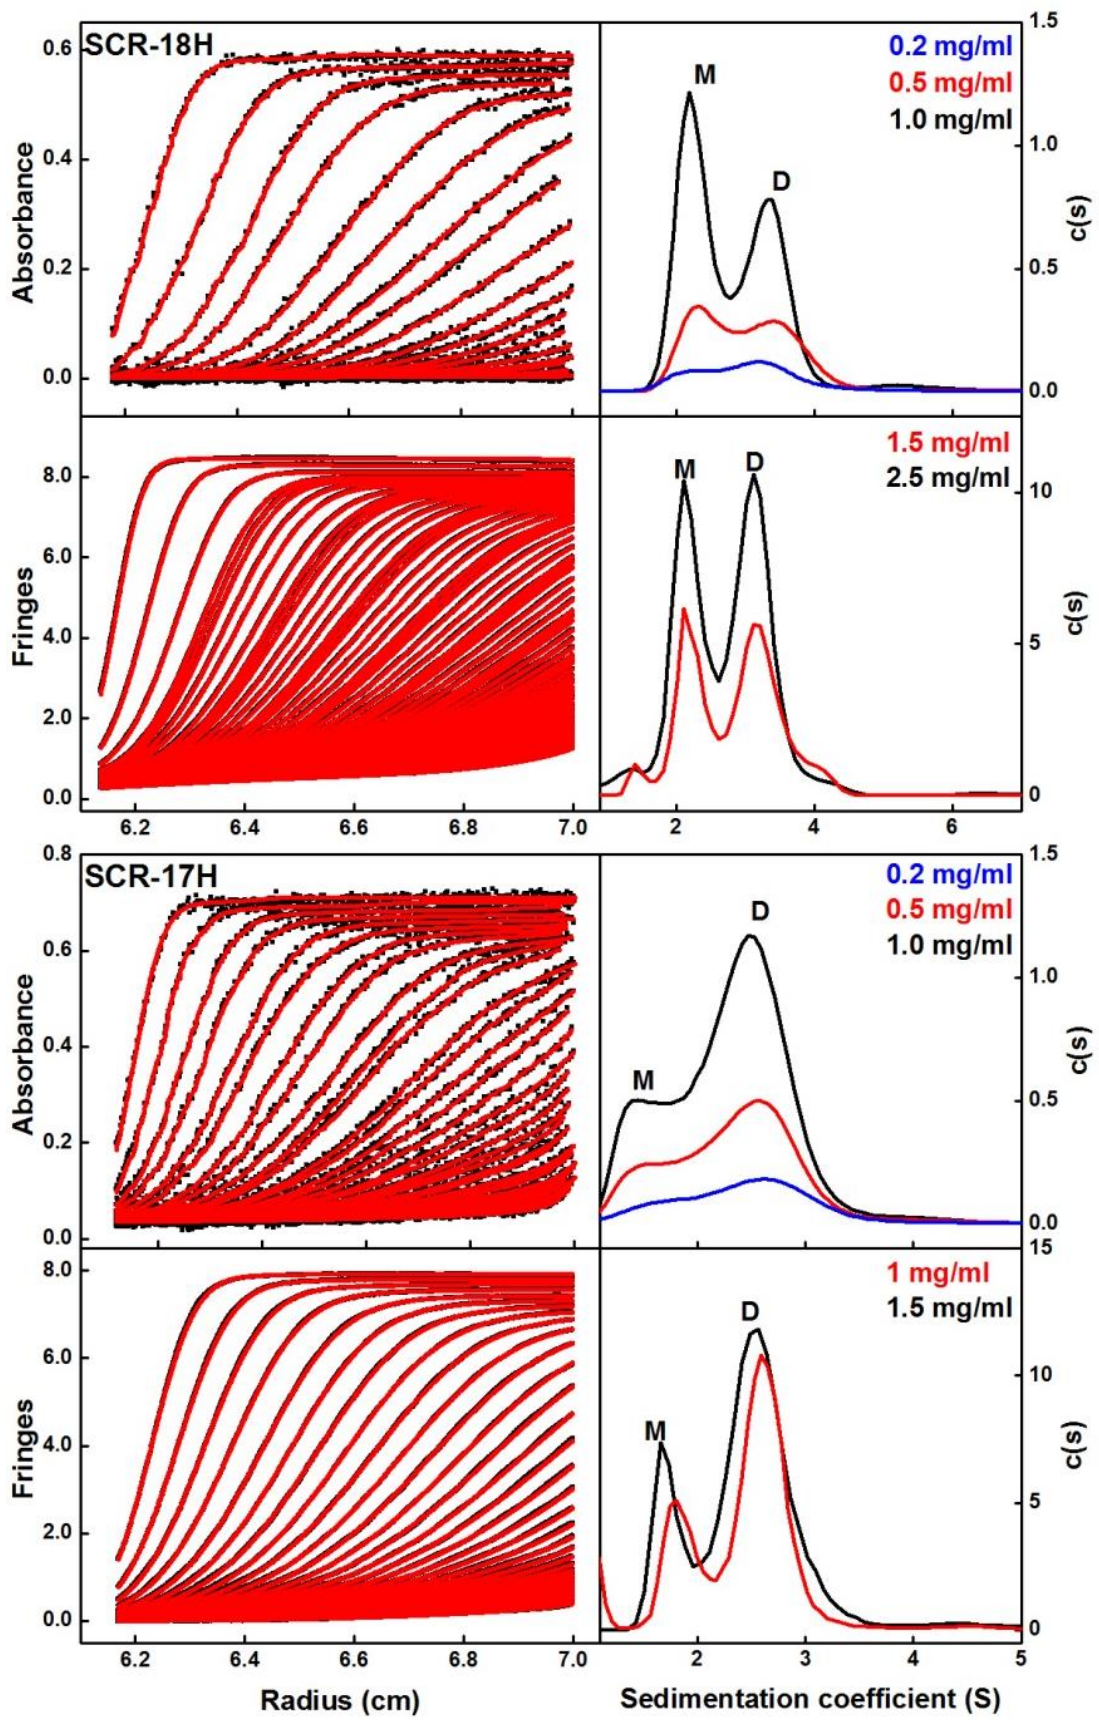 SCR-18H
0.6
0.4
0.2
0.0
Absorbance
M
D
0.2 mg/ml
0.5 mg/ml
1.0 mg/ml
1.5
1.0
0.5
0.0
c(s)
8.0
6.0
4.0
2.0
0.0
Fringes
6.2 6.4 6.6 6.8 7.0
M D
1.5 mg/ml
2.5 mg/ml
10
5
0
c(s)
2 4 6
SCR-17H
0.8
0.6
0.4
0.2
0.0
Absorbance
M
D
0.2 mg/ml
0.5 mg/ml
1.0 mg/ml
1.5
1.0
0.5
0.0
c(s)
8.0
6.0
4.0
2.0
0.0
Fringes
6.2 6.4 6.6 6.8 7.0
Radius (cm)
M
D
1 mg/ml
1.5 mg/ml
15
10
5
0
c(s)
2 3 4 5
Sedimentation coefficient (S)